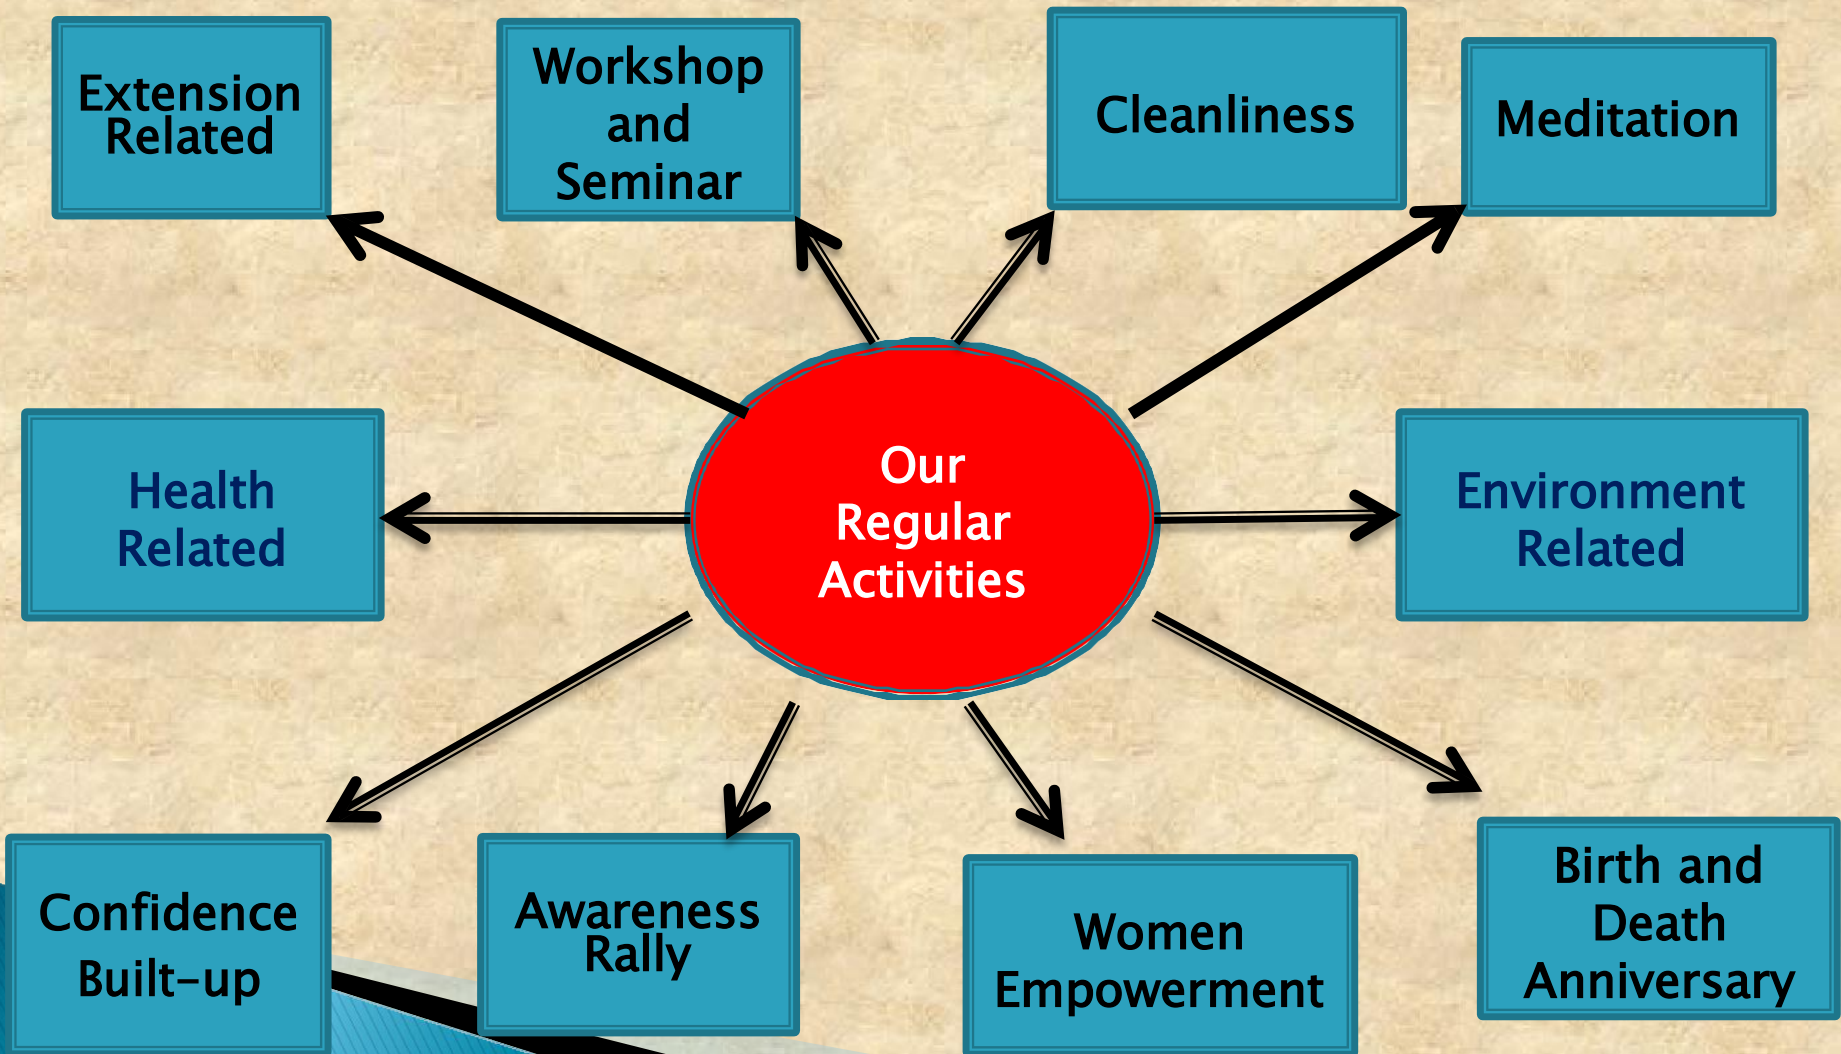 Extension
Related
Workshop
and
Seminar
Cleanliness
Meditation
Health
Related
Our
Regular
Activities
Environment
Related
Confidence
Built-up
Awareness
Rally
Women
Empowerment
Birth and
Death
Anniversary